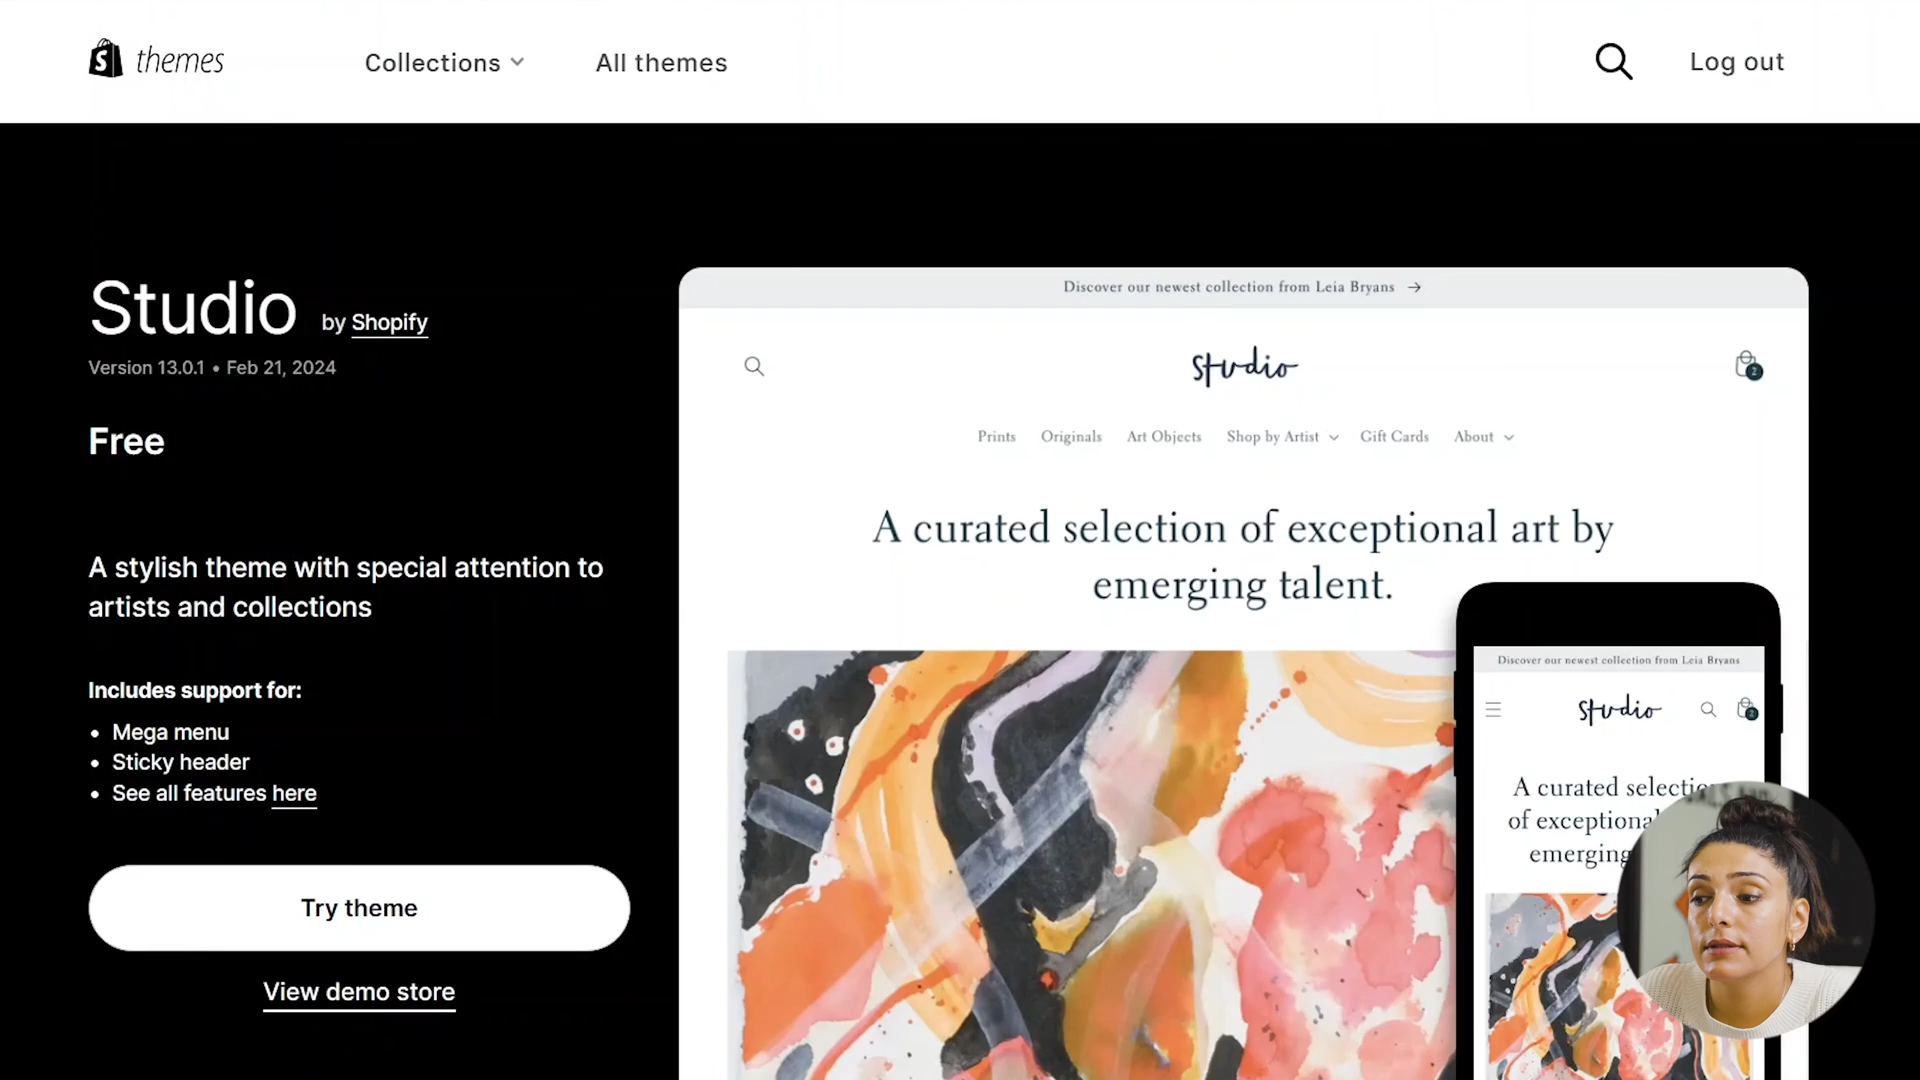 themes
Collections
All themes
Log out
Studio by Shopify
Version 13.0.1 • Feb 21, 2024
Free
A stylish theme with special attention to
artists and collections
Includes support for:
• Mega menu
• Sticky header
• See all features here
Try theme
View demo store
Discover our newest collection from Leia Bryans →
studio
2
Prints Originals Art Objects Shop by Artist Gift Cards About
A curated selection of exceptional art by
emerging talent.
Discover our newest collection from Leia Bryans
studio
A curated selectio
of exceptional
emerging